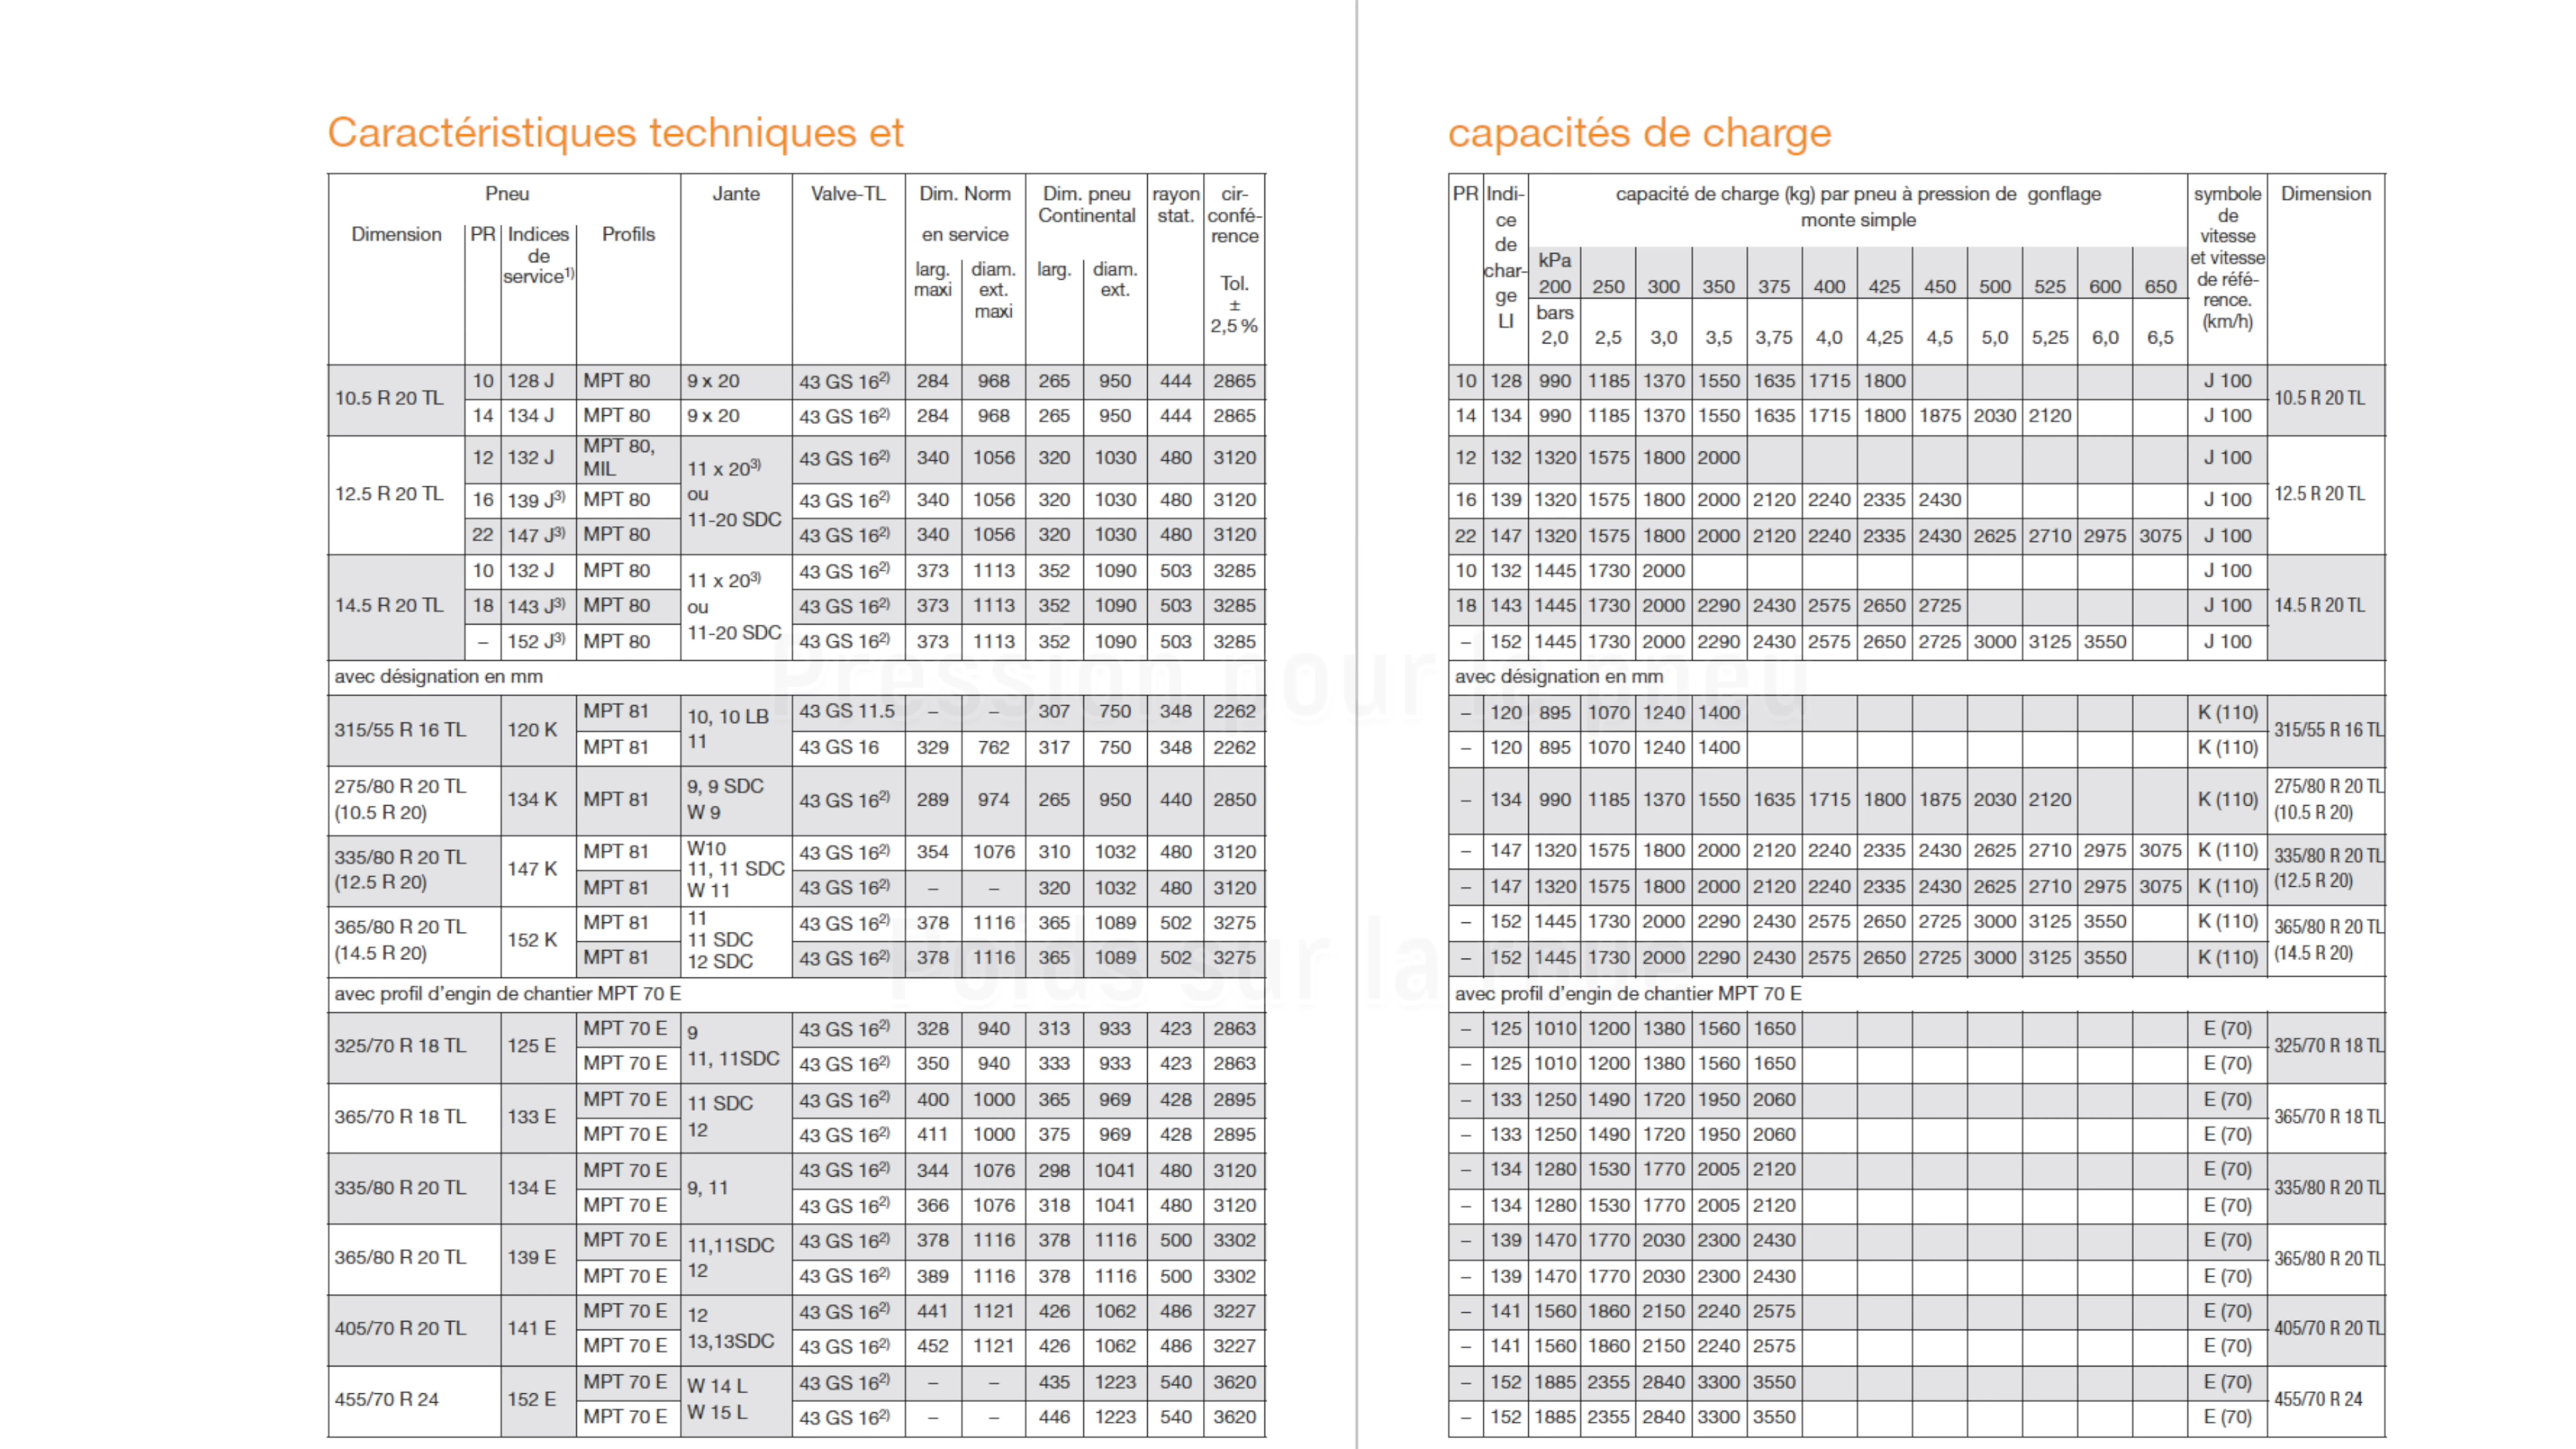 Caractéristiques techniques et
capacités de charge
Pneu Jante Valve-TL Dim. Norm Dim. pneu rayon cir-
Continental stat. confé-
Dimension PR Indices Profils en service rence
de
service1) larg. diam. larg. diam. Tol.
maxi ext. ext. ±
maxi 2,5 %
10.5 R 20 TL 10 128 J MPT 80 9 x 20 43 GS 162) 284 968 265 950 444 2865
14 134 J MPT 80 9 x 20 43 GS 162) 284 968 265 950 444 2865
12.5 R 20 TL 12 132 J MPT 80, MIL 11 x 203) ou 11-20 SDC 43 GS 162) 340 1056 320 1030 480 3120
16 139 J3) MPT 80 43 GS 162) 340 1056 320 1030 480 3120
22 147 J3) MPT 80 43 GS 162) 340 1056 320 1030 480 3120
14.5 R 20 TL 10 132 J MPT 80 11 x 203) ou 11-20 SDC 43 GS 162) 373 1113 352 1090 503 3285
18 143 J3) MPT 80 43 GS 162) 373 1113 352 1090 503 3285
– 152 J3) MPT 80 43 GS 162) 373 1113 352 1090 503 3285
avec désignation en mm
315/55 R 16 TL 120 K MPT 81 10, 10 LB 43 GS 11.5 – – 307 750 348 2262
MPT 81 11 43 GS 16 329 762 317 750 348 2262
275/80 R 20 TL (10.5 R 20) 134 K MPT 81 9, 9 SDC W 9 43 GS 162) 289 974 265 950 440 2850
335/80 R 20 TL (12.5 R 20) 147 K MPT 81 W10 11, 11 SDC W 11 43 GS 162) 354 1076 310 1032 480 3120
MPT 81 43 GS 162) – – 320 1032 480 3120
365/80 R 20 TL (14.5 R 20) 152 K MPT 81 11 11 SDC 12 SDC 43 GS 162) 378 1116 365 1089 502 3275
MPT 81 43 GS 162) 378 1116 365 1089 502 3275
avec profil d'engin de chantier MPT 70 E
325/70 R 18 TL 125 E MPT 70 E 9 43 GS 162) 328 940 313 933 423 2863
MPT 70 E 11, 11SDC 43 GS 162) 350 940 333 933 423 2863
365/70 R 18 TL 133 E MPT 70 E 11 SDC 43 GS 162) 400 1000 365 969 428 2895
MPT 70 E 12 43 GS 162) 411 1000 375 969 428 2895
335/80 R 20 TL 134 E MPT 70 E 9, 11 43 GS 162) 344 1076 298 1041 480 3120
MPT 70 E 43 GS 162) 366 1076 318 1041 480 3120
365/80 R 20 TL 139 E MPT 70 E 11,11SDC 43 GS 162) 378 1116 378 1116 500 3302
MPT 70 E 12 43 GS 162) 389 1116 378 1116 500 3302
405/70 R 20 TL 141 E MPT 70 E 12 43 GS 162) 441 1121 426 1062 486 3227
MPT 70 E 13,13SDC 43 GS 162) 452 1121 426 1062 486 3227
455/70 R 24 152 E MPT 70 E W 14 L 43 GS 162) – – 435 1223 540 3620
MPT 70 E W 15 L 43 GS 162) – – 446 1223 540 3620
PR Indi- capacité de charge (kg) par pneu à pression de gonflage symbole Dimension
ce monte simple de
de vitesse
char- kPa et vitesse
ge 200 250 300 350 375 400 425 450 500 525 600 650 de réfé-
LI bars rence.
2,0 2,5 3,0 3,5 3,75 4,0 4,25 4,5 5,0 5,25 6,0 6,5 (km/h)
10 128 990 1185 1370 1550 1635 1715 1800 J 100 10.5 R 20 TL
14 134 990 1185 1370 1550 1635 1715 1800 1875 2030 2120 J 100
12 132 1320 1575 1800 2000 J 100 12.5 R 20 TL
16 139 1320 1575 1800 2000 2120 2240 2335 2430 J 100
22 147 1320 1575 1800 2000 2120 2240 2335 2430 2625 2710 2975 3075 J 100
10 132 1445 1730 2000 J 100 14.5 R 20 TL
18 143 1445 1730 2000 2290 2430 2575 2650 2725 J 100
– 152 1445 1730 2000 2290 2430 2575 2650 2725 3000 3125 3550 J 100
avec désignation en mm
– 120 895 1070 1240 1400 K (110) 315/55 R 16 TL
– 120 895 1070 1240 1400 K (110)
– 134 990 1185 1370 1550 1635 1715 1800 1875 2030 2120 K (110) 275/80 R 20 TL (10.5 R 20)
– 147 1320 1575 1800 2000 2120 2240 2335 2430 2625 2710 2975 3075 K (110) 335/80 R 20 TL (12.5 R 20)
– 147 1320 1575 1800 2000 2120 2240 2335 2430 2625 2710 2975 3075 K (110)
– 152 1445 1730 2000 2290 2430 2575 2650 2725 3000 3125 3550 K (110) 365/80 R 20 TL (14.5 R 20)
– 152 1445 1730 2000 2290 2430 2575 2650 2725 3000 3125 3550 K (110)
avec profil d'engin de chantier MPT 70 E
– 125 1010 1200 1380 1560 1650 E (70) 325/70 R 18 TL
– 125 1010 1200 1380 1560 1650 E (70)
– 133 1250 1490 1720 1950 2060 E (70) 365/70 R 18 TL
– 133 1250 1490 1720 1950 2060 E (70)
– 134 1280 1530 1770 2005 2120 E (70) 335/80 R 20 TL
– 134 1280 1530 1770 2005 2120 E (70)
– 139 1470 1770 2030 2300 2430 E (70) 365/80 R 20 TL
– 139 1470 1770 2030 2300 2430 E (70)
– 141 1560 1860 2150 2240 2575 E (70) 405/70 R 20 TL
– 141 1560 1860 2150 2240 2575 E (70)
– 152 1885 2355 2840 3300 3550 E (70) 455/70 R 24
– 152 1885 2355 2840 3300 3550 E (70)
Pression pour le pneu
Poids sur la roue